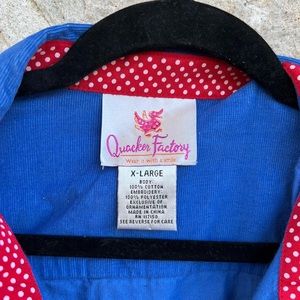 Quacker Factory
Wear it with a smile
X-LARGE
BODY:
100% COTTON
EMBROIDERY:
100% POLYESTER
EXCLUSIVE OF
ORNAMENTATION
MADE IN CHINA
RN 117150
SEE REVERSE FOR CARE